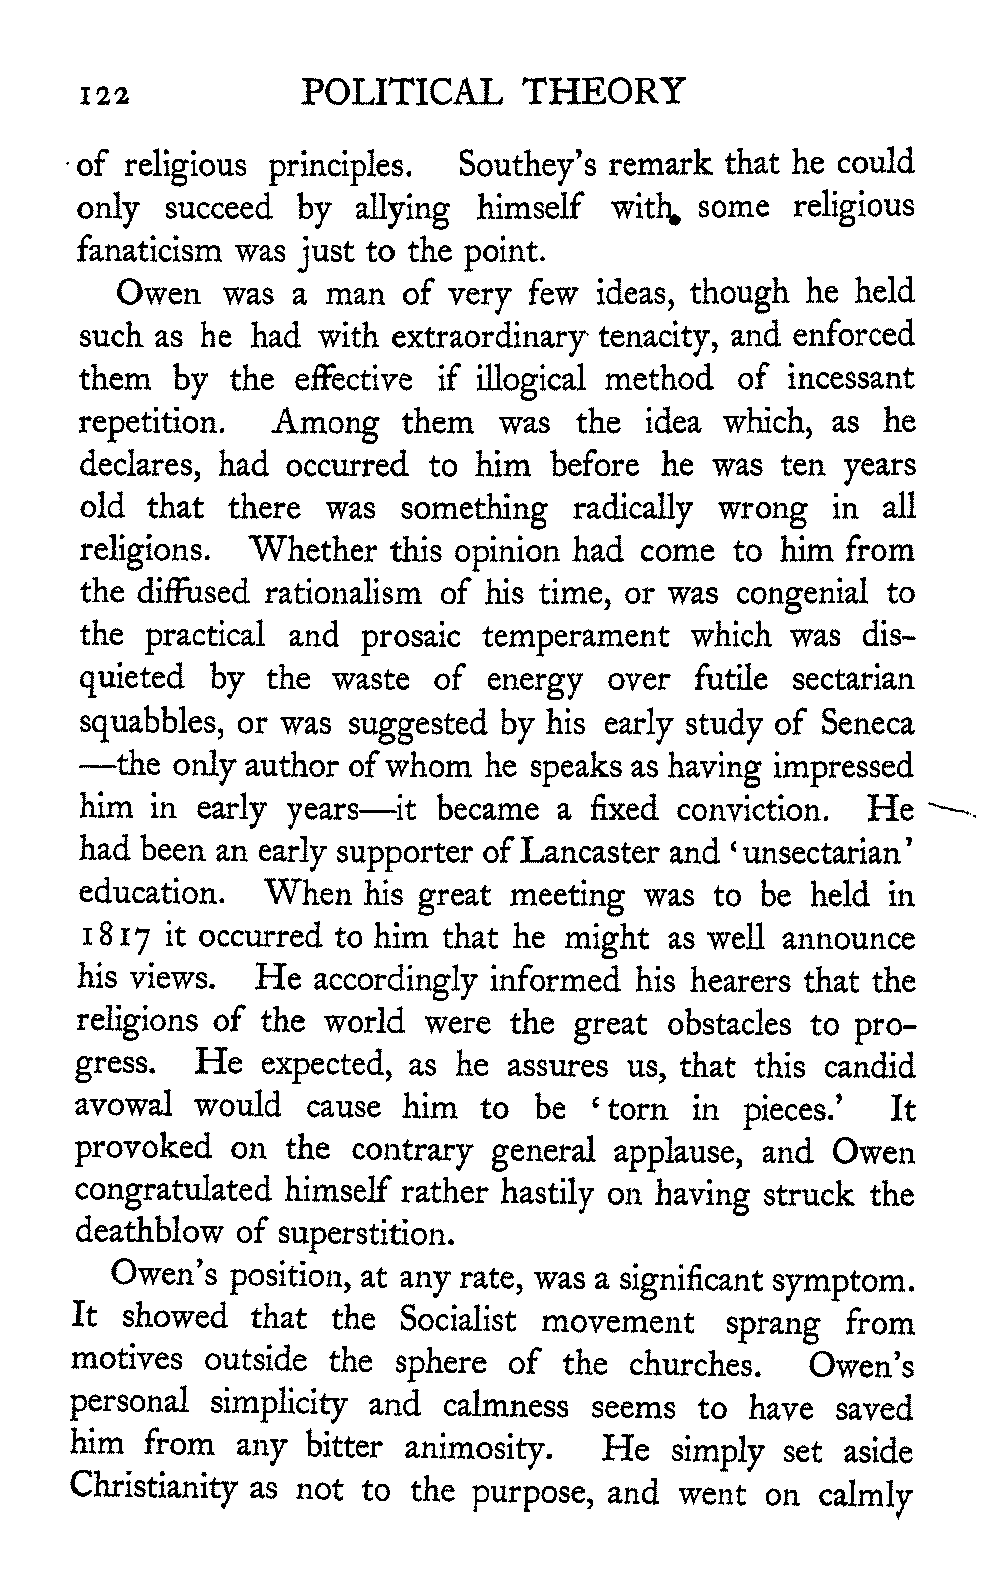 122 POLITICAL THEORY
of religious principles. Southey's remark that he could
only succeed by allying himself with some religious
fanaticism was just to the point.
Owen was a man of very few ideas, though he held
such as he had with extraordinary tenacity, and enforced
them by the effective if illogical method of incessant
repetition. Among them was the idea which, as he
declares, had occurred to him before he was ten years
old that there was something radically wrong in all
religions. Whether this opinion had come to him from
the diffused rationalism of his time, or was congenial to
the practical and prosaic temperament which was dis-
quieted by the waste of energy over futile sectarian
squabbles, or was suggested by his early study of Seneca
—the only author of whom he speaks as having impressed
him in early years—it became a fixed conviction. He
had been an early supporter of Lancaster and ‘unsectarian’
education. When his great meeting was to be held in
1817 it occurred to him that he might as well announce
his views. He accordingly informed his hearers that the
religions of the world were the great obstacles to pro-
gress. He expected, as he assures us, that this candid
avowal would cause him to be ‘torn in pieces.’ It
provoked on the contrary general applause, and Owen
congratulated himself rather hastily on having struck the
deathblow of superstition.
Owen's position, at any rate, was a significant symptom.
It showed that the Socialist movement sprang from
motives outside the sphere of the churches. Owen's
personal simplicity and calmness seems to have saved
him from any bitter animosity. He simply set aside
Christianity as not to the purpose, and went on calmly